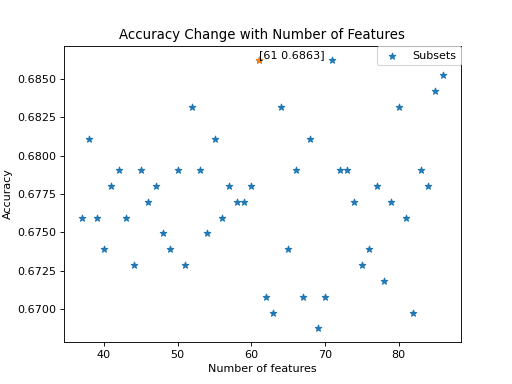 Accuracy Change with Number of Features
[61 0.6863]
Subsets
0.6850
0.6825
0.6800
0.6775
0.6750
0.6725
0.6700
Accuracy
40 50 60 70 80
Number of features